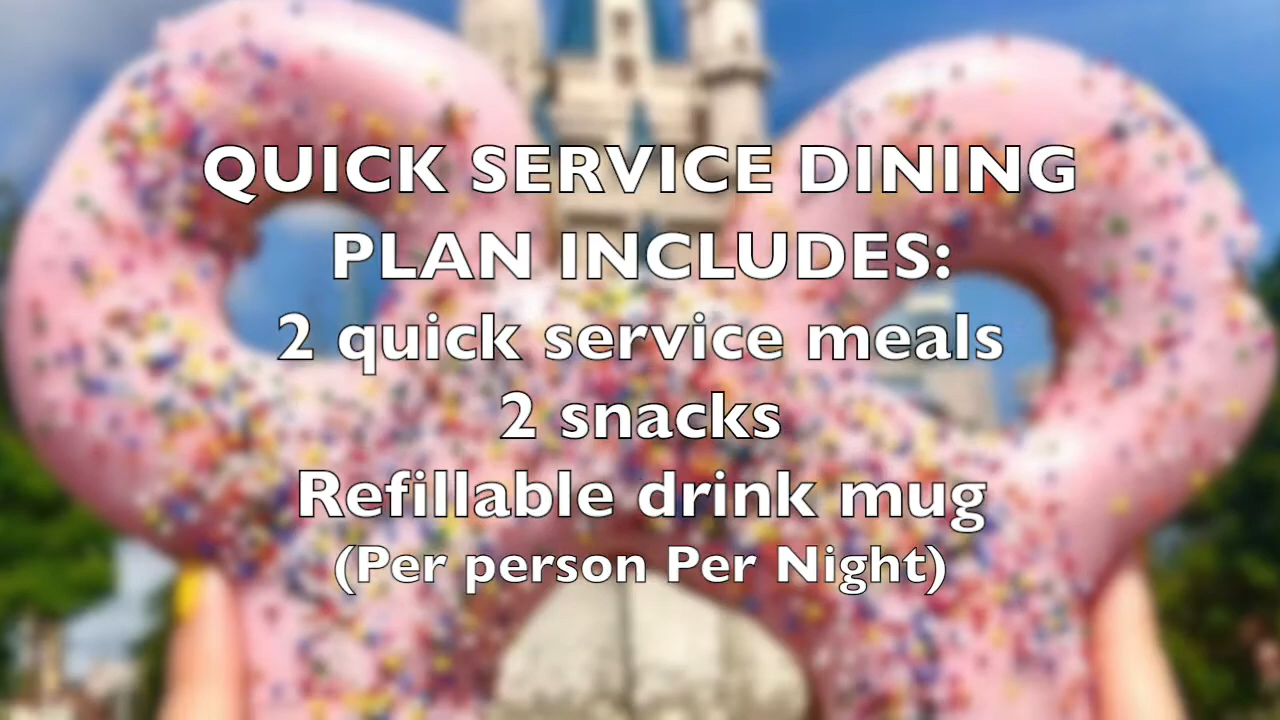 QUICK SERVICE DINING
PLAN INCLUDES:
2 quick service meals
2 snacks
Refillable drink mug
(Per person Per Night)